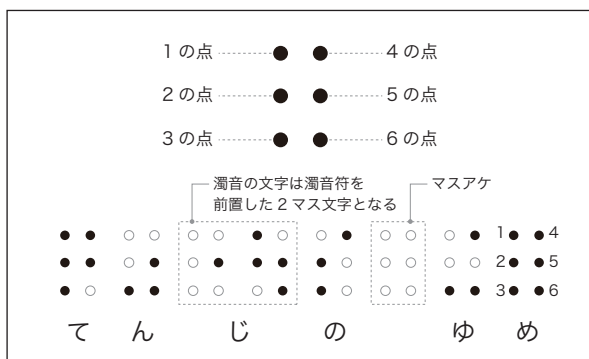 1の点 4の点
2の点 5の点
3の点 6の点
濁音の文字は濁音符を
前置した2マス文字となる
マスアケ
1 4
2 5
3 6
て ん じ の ゆ め